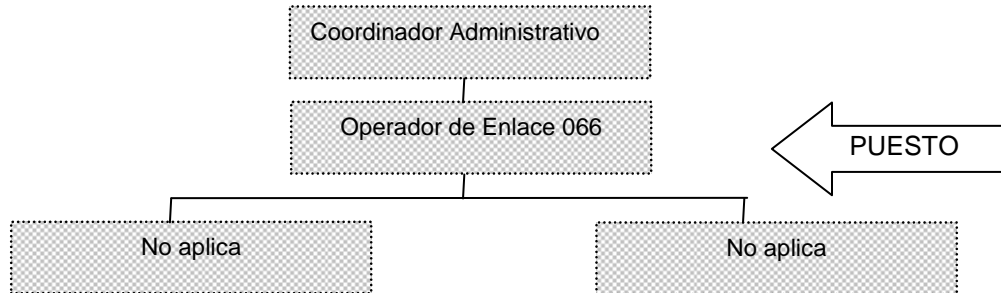 Coordinador Administrativo
Operador de Enlace 066
PUESTO
No aplica
No aplica